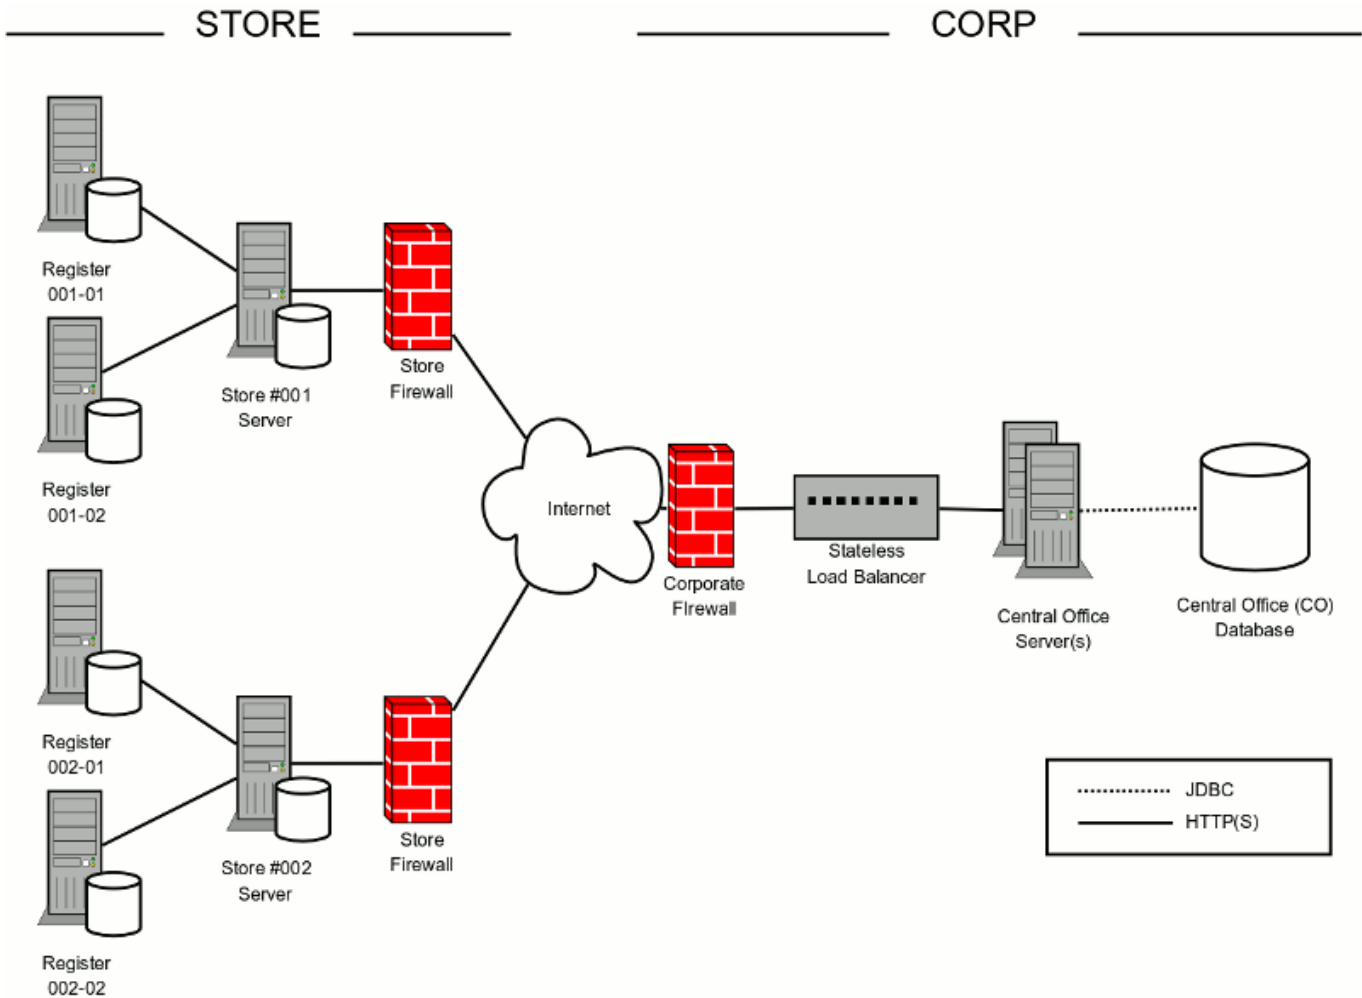 STORE
CORP
Register
001-01
Register
001-02
Store #001
Server
Store
Firewall
Internet
Corporate
FIrewall
Stateless
Load Balancer
Central Office
Server(s)
Central Office (CO)
Database
Register
002-01
Register
002-02
Store #002
Server
Store
Firewall
JDBC
HTTP(S)